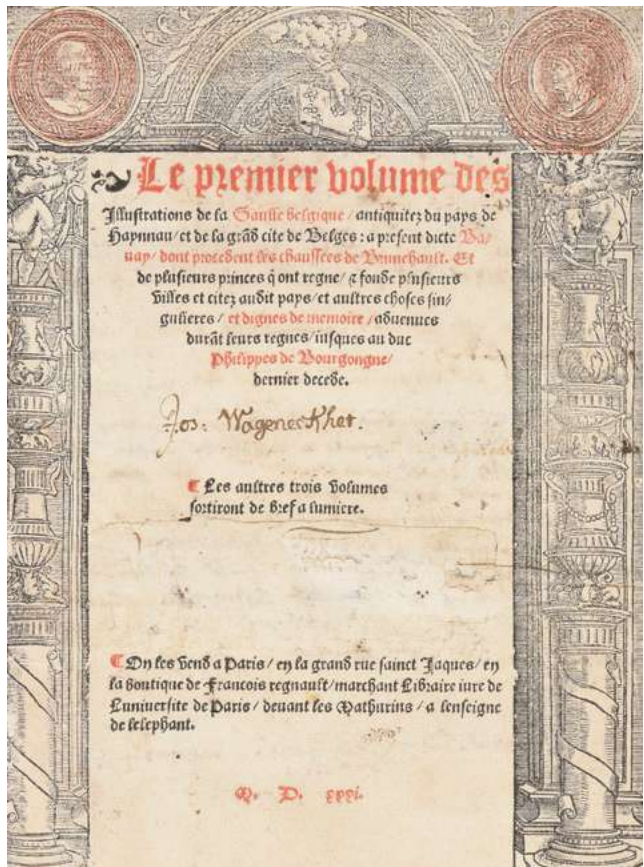 Le premier volume des
Illustrations de la Gaulle belgique / antiquitez du pays de
Haynnau / et de la grãd cite de Belges : a present dicte Ba-
uay / dont procedent les chaussees de Brunehault. Et
de plusieurs princes q̃ ont regne / ⁊ fonde plusieurs
villes et citez audit pays / et aultres choses sin/
gulieres / et dignes de memoire / aduenues
durãt leurs regnes / iusques au duc
Philippes de Bourgongne /
dernier decede.
Jos: Wagenerkhet.
¶ Les aultres trois volumes
sortiront de bref a lumiere.
¶ On les vend a Paris / en la grand rue sainct Jaques / en
la boutique de Francois regnault / marchant Libraire iure de
Luniuersite de Paris / deuant les Mathurins / a lenseigne
de lelephant.
M. D. xxxi.